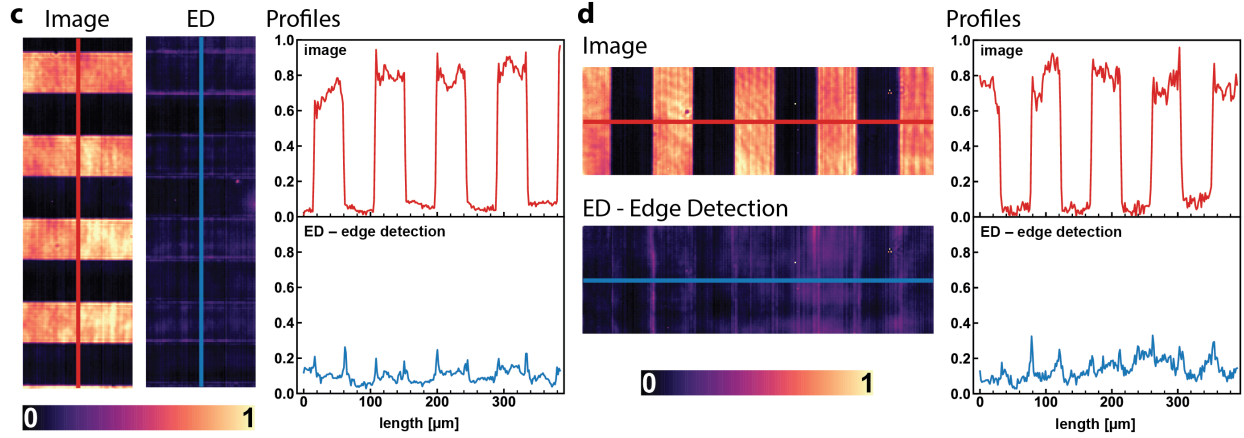 c
Image
ED
Profiles
image
1.0
0.8
0.6
0.4
0.2
0.0
ED – edge detection
0.8
0.6
0.4
0.2
0.0
0 100 200 300
length [µm]
0 1
d
Image
ED - Edge Detection
0 1
Profiles
image
1.0
0.8
0.6
0.4
0.2
0.0
ED – edge detection
0.8
0.6
0.4
0.2
0.0
0 100 200 300
length [µm]